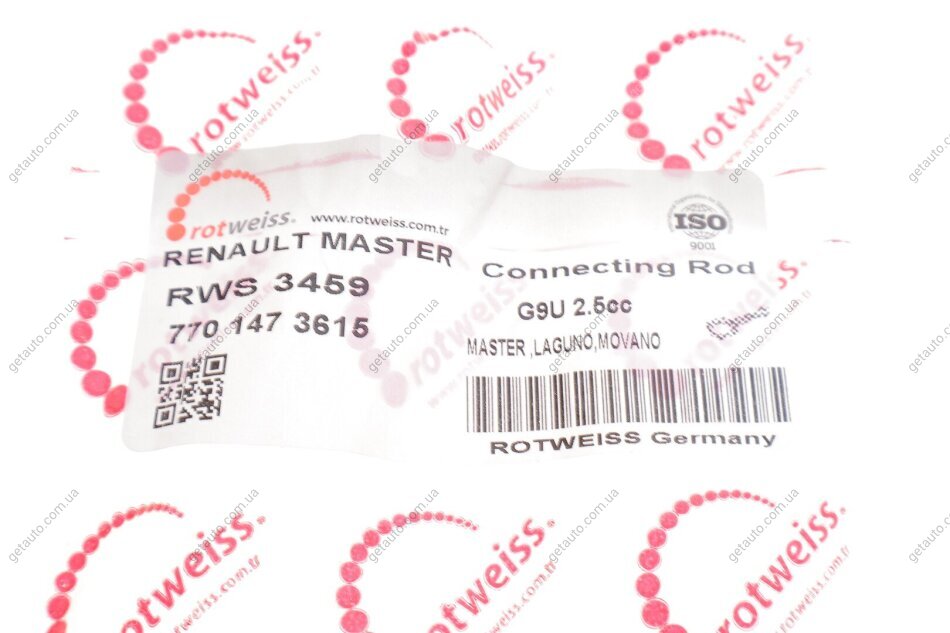 rotweiss.
rotweiss.
rotweiss.
rotweiss® www.rotweiss.com.tr
RENAULT MASTER
RWS 3459
770 147 3615
ISO
9001
Connecting Rod
G9U 2.5cc
MASTER ,LAGUNO,MOVANO
ROTWEISS Germany
rotweiss.
rotweiss.
rotweiss.
getauto.com.ua